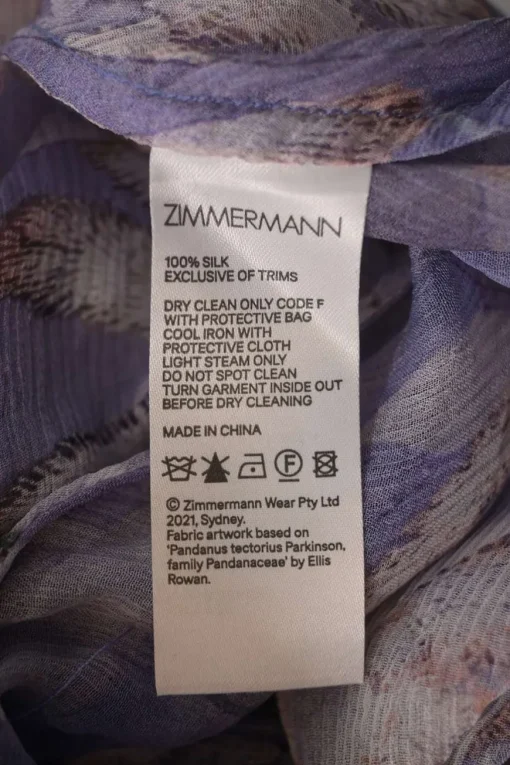 ZIMMERMANN
100% SILK
EXCLUSIVE OF TRIMS
DRY CLEAN ONLY CODE F
WITH PROTECTIVE BAG
COOL IRON WITH
PROTECTIVE CLOTH
LIGHT STEAM ONLY
DO NOT SPOT CLEAN
TURN GARMENT INSIDE OUT
BEFORE DRY CLEANING
MADE IN CHINA
F
© Zimmermann Wear Pty Ltd
2021, Sydney.
Fabric artwork based on
'Pandanus tectorius Parkinson,
family Pandanaceae' by Ellis
Rowan.